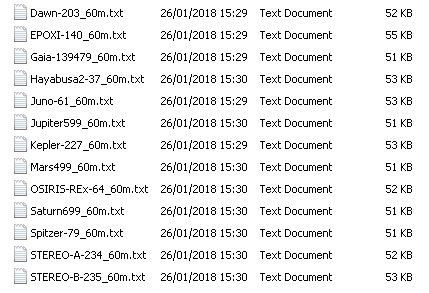 Dawn-203_60m.txt 26/01/2018 15:29 Text Document 52 KB
EPOXI-140_60m.txt 26/01/2018 15:29 Text Document 55 KB
Gaia-139479_60m.txt 26/01/2018 15:29 Text Document 51 KB
Hayabusa2-37_60m.txt 26/01/2018 15:30 Text Document 53 KB
Juno-61_60m.txt 26/01/2018 15:29 Text Document 53 KB
Jupiter599_60m.txt 26/01/2018 15:30 Text Document 51 KB
Kepler-227_60m.txt 26/01/2018 15:29 Text Document 53 KB
Mars499_60m.txt 26/01/2018 15:30 Text Document 51 KB
OSIRIS-REx-64_60m.txt 26/01/2018 15:30 Text Document 52 KB
Saturn699_60m.txt 26/01/2018 15:30 Text Document 51 KB
Spitzer-79_60m.txt 26/01/2018 15:30 Text Document 51 KB
STEREO-A-234_60m.txt 26/01/2018 15:30 Text Document 52 KB
STEREO-B-235_60m.txt 26/01/2018 15:30 Text Document 53 KB